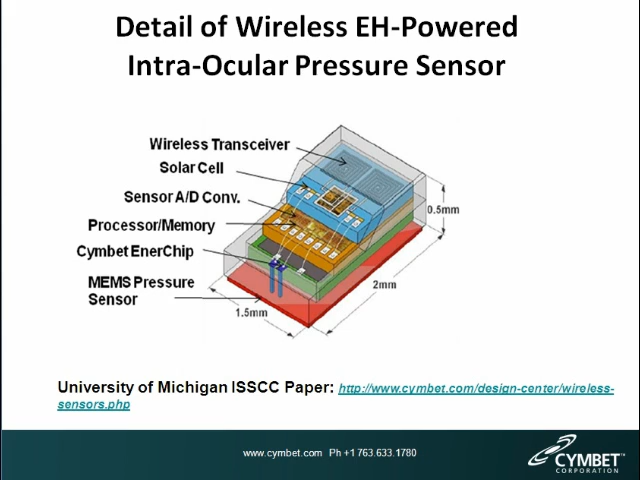 Detail of Wireless EH-Powered
Intra-Ocular Pressure Sensor
Wireless Transceiver
Solar Cell
Sensor A/D Conv.
Processor/Memory
Cymbet EnerChip
MEMS Pressure
Sensor
0.5mm
2mm
1.5mm
University of Michigan ISSCC Paper: http://www.cymbet.com/design-center/wireless-
sensors.php
www.cymbet.com Ph +1 763.633.1780
CYMBET
CORPORATION